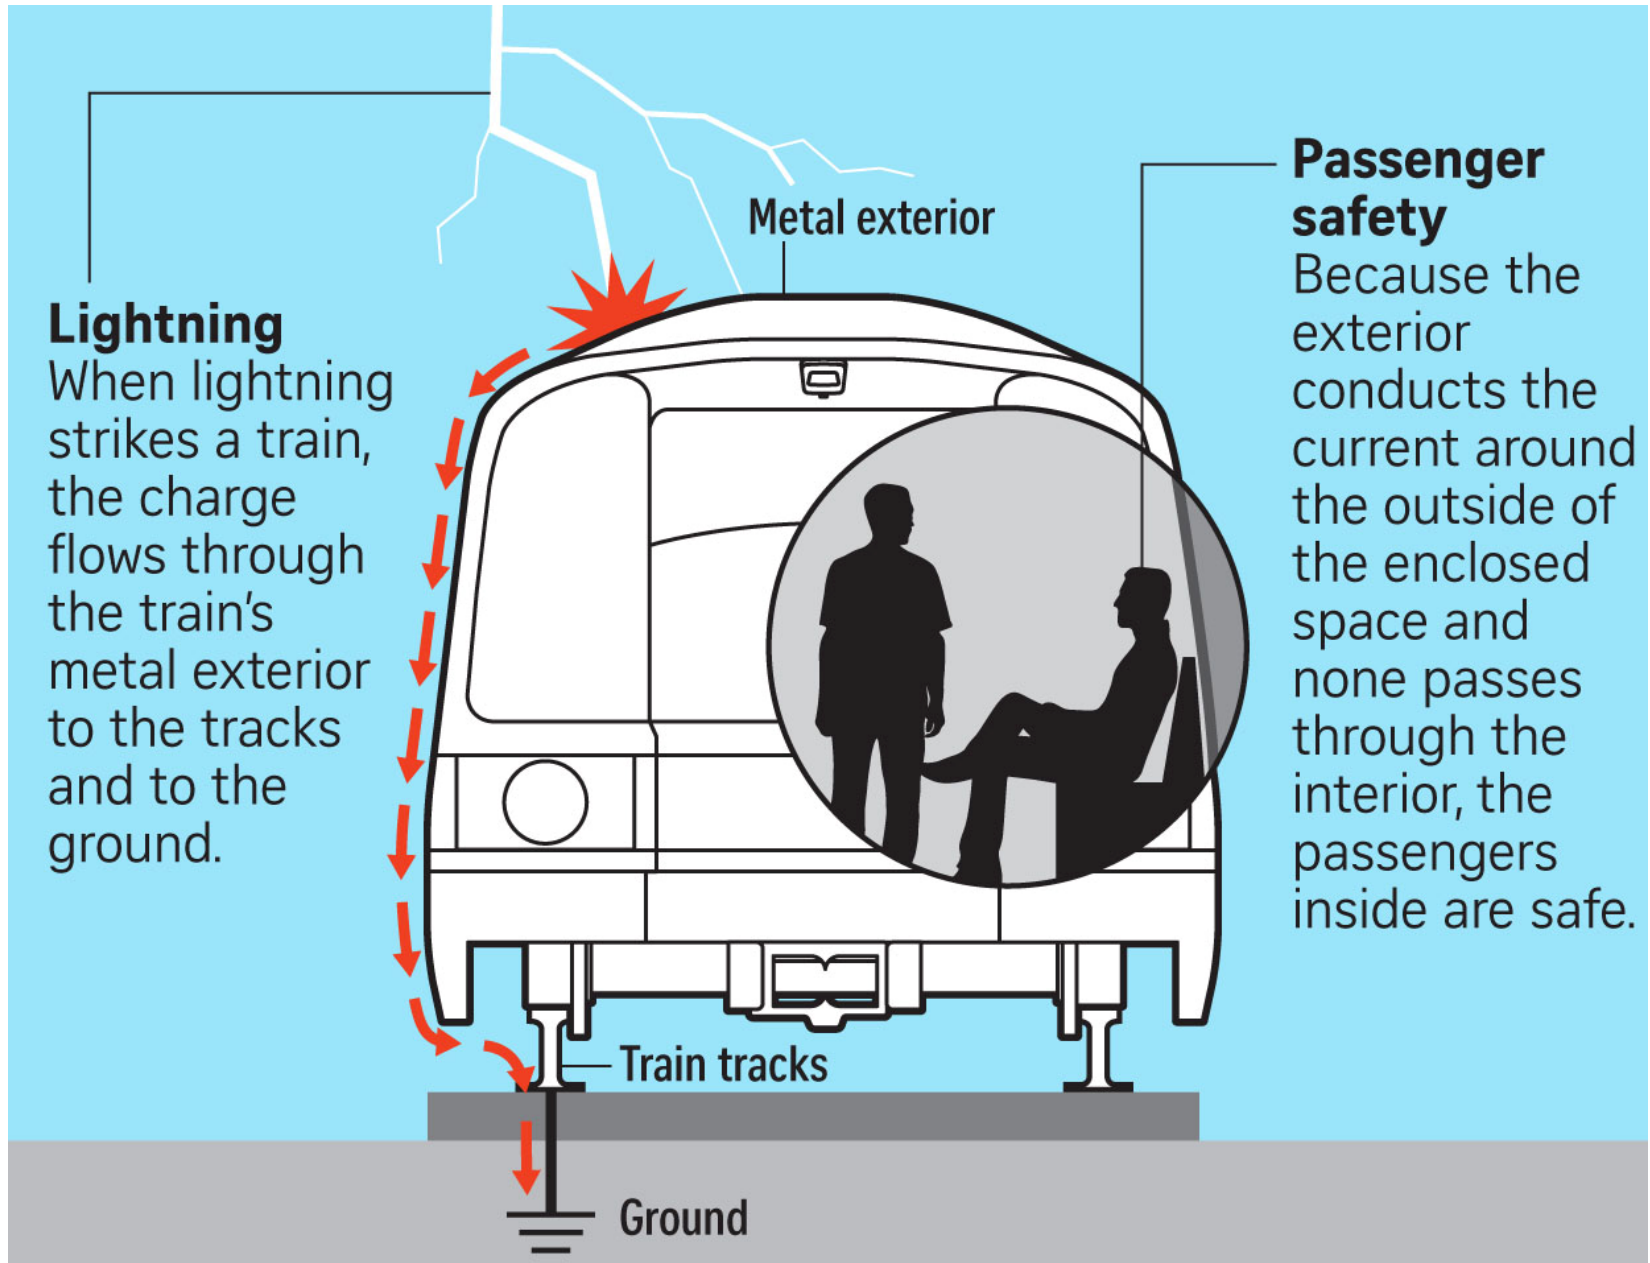 Metal exterior
Lightning
When lightning
strikes a train,
the charge
flows through
the train's
metal exterior
to the tracks
and to the
ground.
Passenger
safety
Because the
exterior
conducts the
current around
the outside of
the enclosed
space and
none passes
through the
interior, the
passengers
inside are safe.
Train tracks
Ground